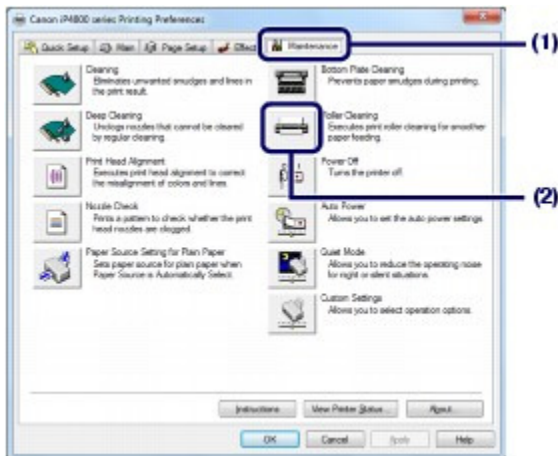 Canon iP4800 series Printing Preferences
Quick Setup Main Page Setup Effects Maintenance
(1)
Cleaning
Eliminates unwanted smudges and lines in
the print result.
Bottom Plate Cleaning
Prevents paper smudges during printing.
Deep Cleaning
Unclogs nozzles that cannot be cleared
by regular cleaning.
Roller Cleaning
Executes print roller cleaning for smoother
paper feeding.
(2)
Print Head Alignment
Executes print head alignment to correct
the misalignment of colors and lines.
Power Off
Turns the printer off.
Nozzle Check
Prints a pattern to check whether the print
head nozzles are clogged.
Auto Power
Allows you to set the auto power settings.
Paper Source Setting for Plain Paper
Sets paper source for plain paper when
Paper Source is Automatically Select.
Quiet Mode
Allows you to reduce the operating noise
for night or silent situations.
Custom Settings
Allows you to select operation options.
Instructions View Printer Status... About...
OK Cancel Apply Help